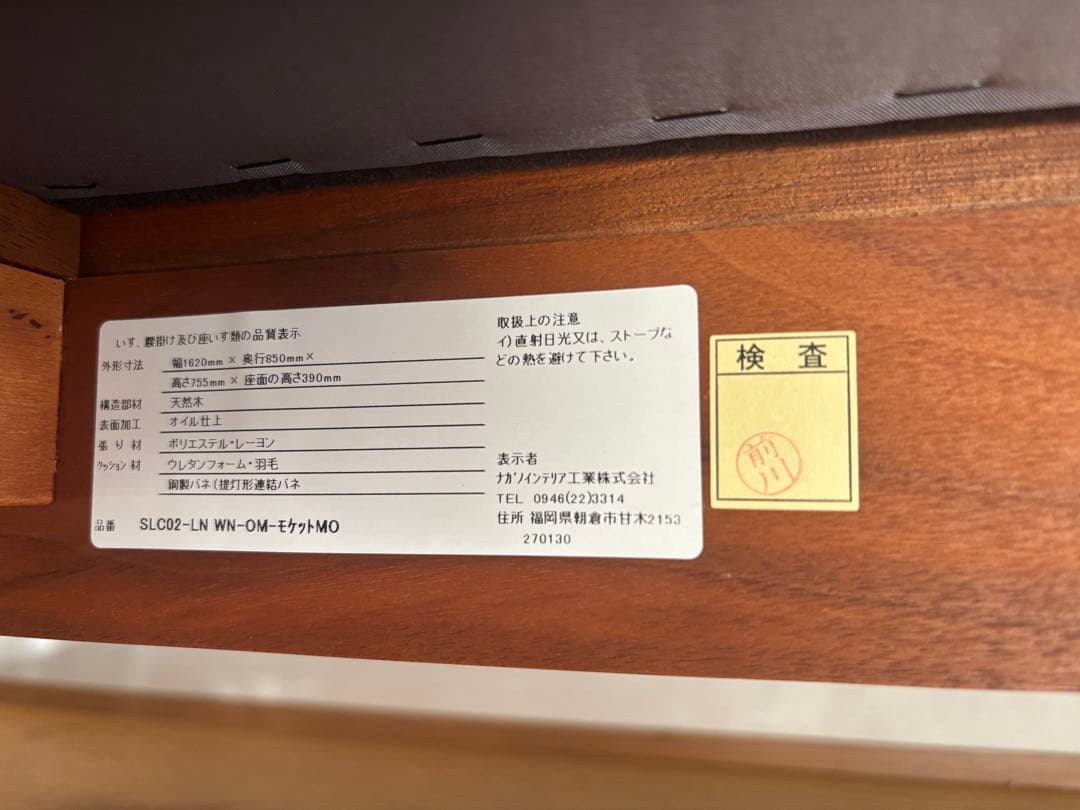 いす、腰掛け及び座いす類の品質表示
外形寸法 幅1620mm × 奥行850mm×
高さ755mm × 座面の高さ390mm
構造部材 天然木
表面加工 オイル仕上
張り材 ポリエステル・レーヨン
クッション材 ウレタンフォーム・羽毛
鋼製バネ(提灯形連結バネ
品番 SLC02-LN WN-OM-モケットMO
取扱上の注意
イ)直射日光又は、ストーブな
どの熱を避けて下さい。
表示者
ナガノインテリア工業株式会社
TEL 0946(22)3314
住所 福岡県朝倉市甘木2153
270130
検査
前川